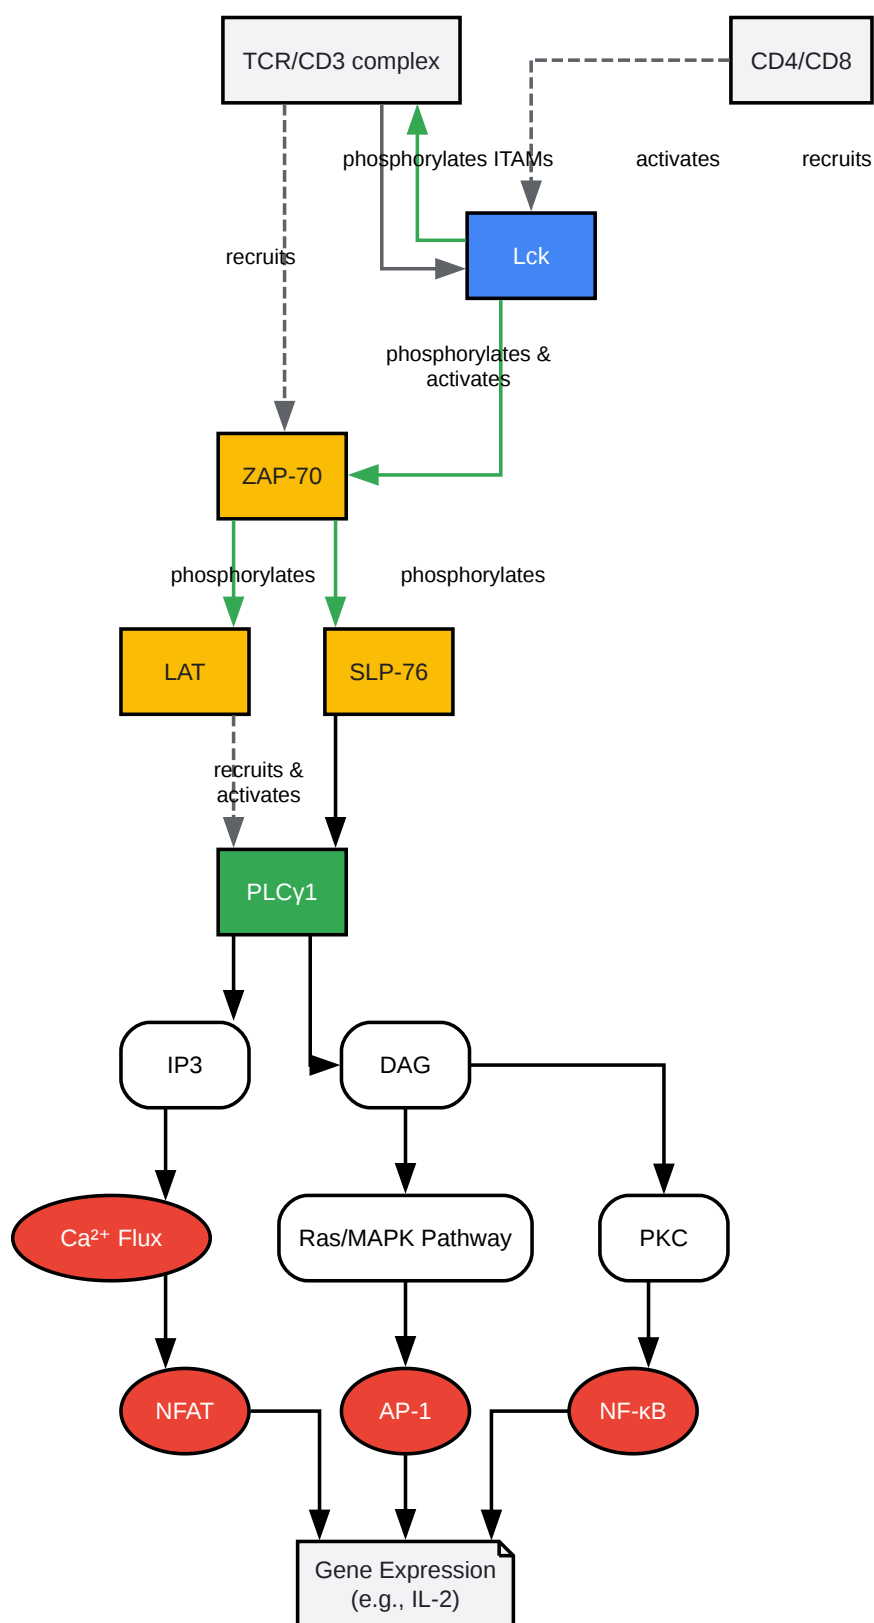 TCR/CD3 complex
CD4/CD8
phosphorylates ITAMs
activates
recruits
recruits
Lck
phosphorylates &
activates
ZAP-70
phosphorylates
phosphorylates
LAT
SLP-76
recruits &
activates
PLCγ1
IP3
DAG
Ca²⁺ Flux
Ras/MAPK Pathway
PKC
NFAT
AP-1
NF-κB
Gene Expression
(e.g., IL-2)